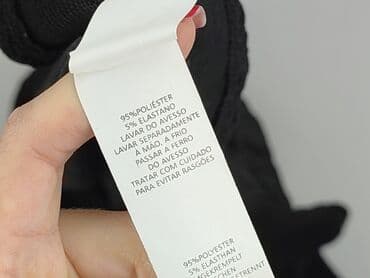 95%POLIÉSTER
5% ELASTANO
LAVAR DO AVESSO
LAVAR SEPARADAMENTE
À MAO, A FRIO
PASSAR A FERRO
DO AVESSO
TRATAR COM CUIDADO
PARA EVITAR RASGÕES
95%POLYESTER
5% ELASTHAN